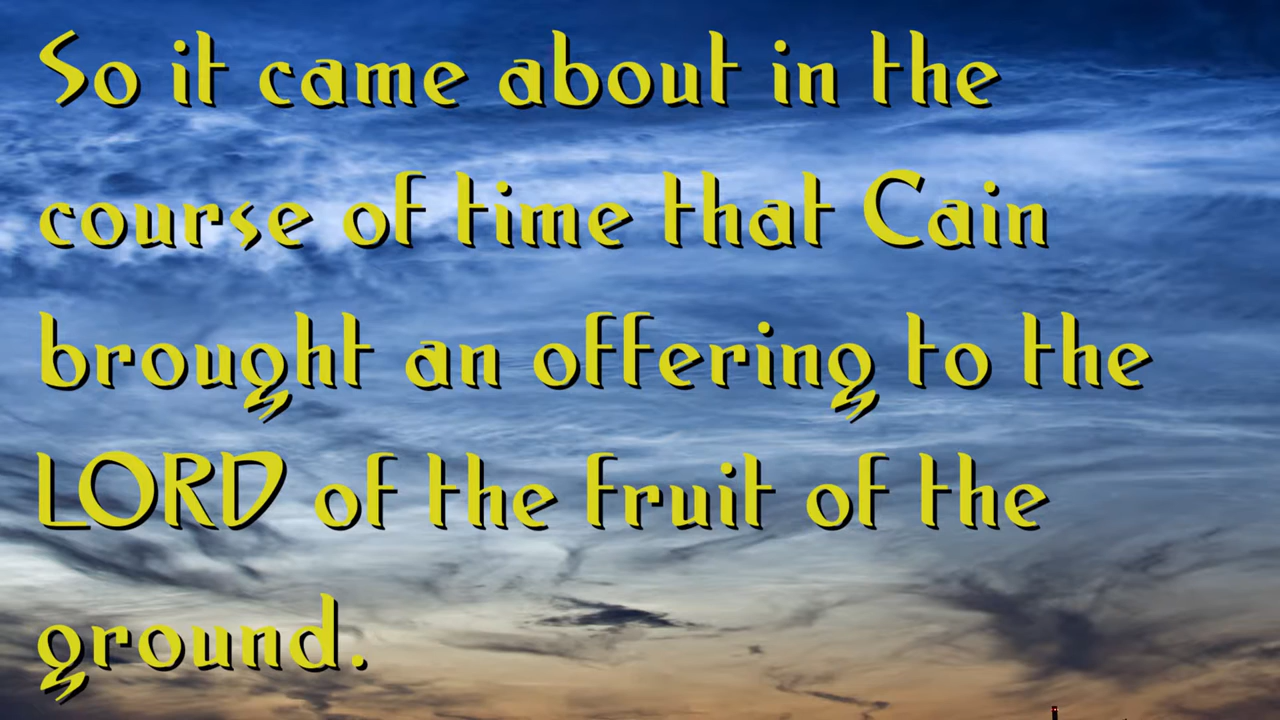 So it came about in the
course of time that Cain
brought an offering to the
LORD of the fruit of the
ground.